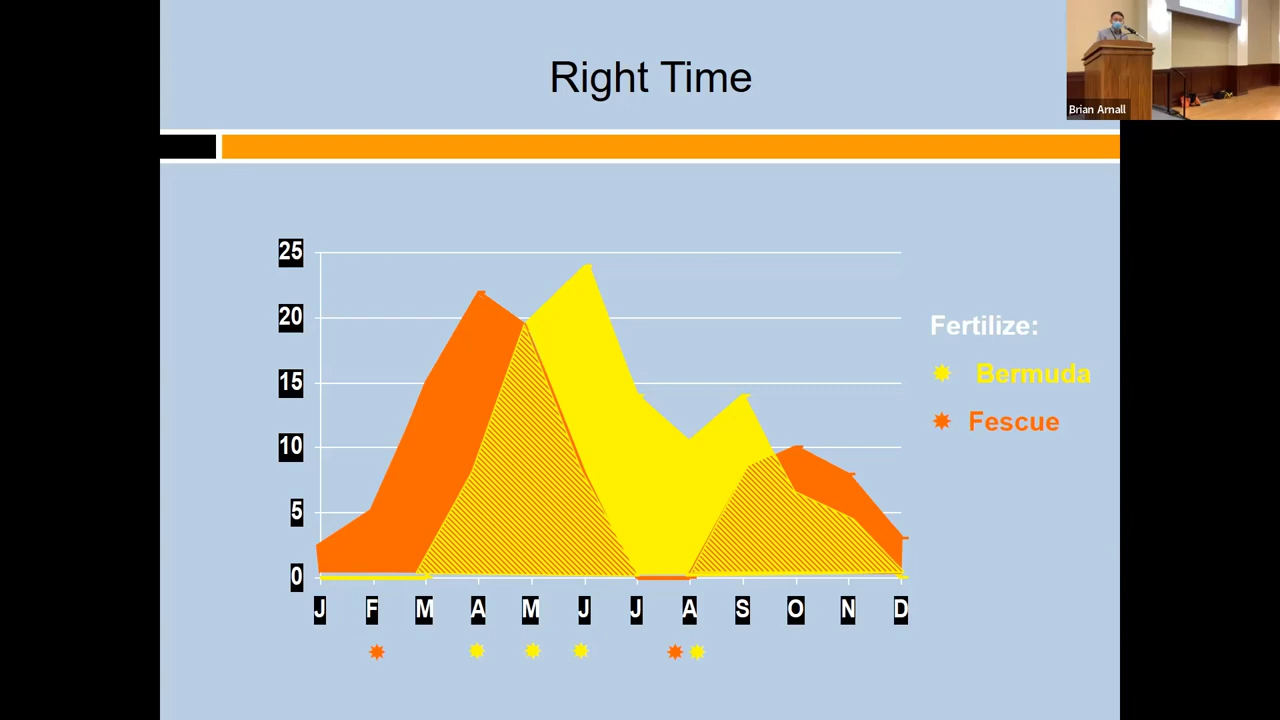 Right Time
Brian Arnall
25
20
15
10
5
0
J F M A M J J A S O N D
Fertilize:
Bermuda
Fescue